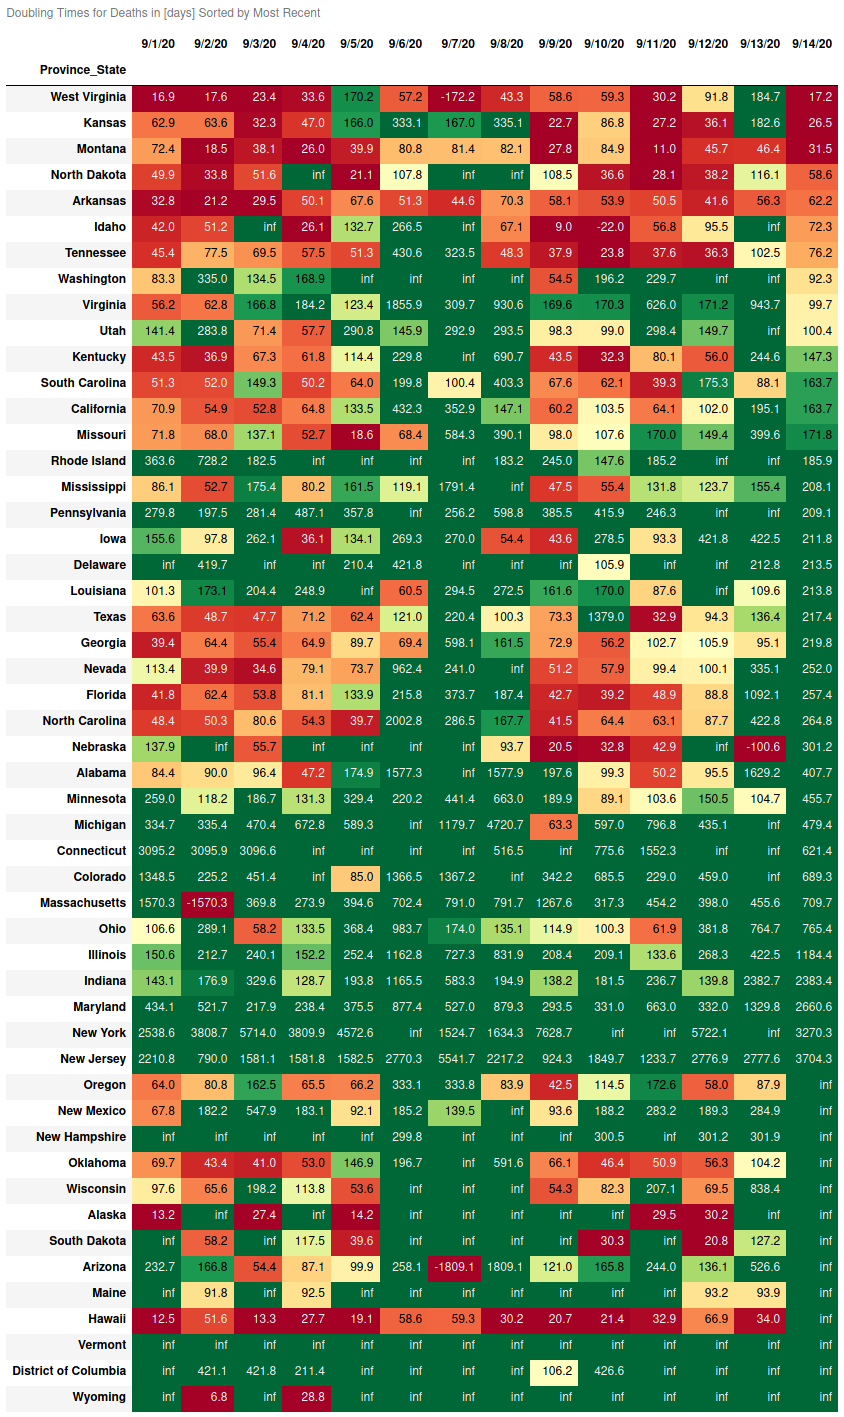 Doubling Times for Deaths in [days] Sorted by Most Recent
9/1/20 9/2/20 9/3/20 9/4/20 9/5/20 9/6/20 9/7/20 9/8/20 9/9/20 9/10/20 9/11/20 9/12/20 9/13/20 9/14/20
Province_State
West Virginia 16.9 17.6 23.4 33.6 170.2 57.2 -172.2 43.3 58.6 59.3 30.2 91.8 184.7 17.2
Kansas 62.9 63.6 32.3 47.0 166.0 333.1 167.0 335.1 22.7 86.8 27.2 36.1 182.6 26.5
Montana 72.4 18.5 38.1 26.0 39.9 80.8 81.4 82.1 27.8 84.9 11.0 45.7 46.4 31.5
North Dakota 49.9 33.8 51.6 inf 21.1 107.8 inf inf 108.5 36.6 28.1 38.2 116.1 58.6
Arkansas 32.8 21.2 29.5 50.1 67.6 51.3 44.6 70.3 58.1 53.9 50.5 41.6 56.3 62.2
Idaho 42.0 51.2 inf 26.1 132.7 266.5 inf 67.1 9.0 -22.0 56.8 95.5 inf 72.3
Tennessee 45.4 77.5 69.5 57.5 51.3 430.6 323.5 48.3 37.9 23.8 37.6 36.3 102.5 76.2
Washington 83.3 335.0 134.5 168.9 inf inf inf inf 54.5 196.2 229.7 inf inf 92.3
Virginia 56.2 62.8 166.8 184.2 123.4 1855.9 309.7 930.6 169.6 170.3 626.0 171.2 943.7 99.7
Utah 141.4 283.8 71.4 57.7 290.8 145.9 292.9 293.5 98.3 99.0 298.4 149.7 inf 100.4
Kentucky 43.5 36.9 67.3 61.8 114.4 229.8 inf 690.7 43.5 32.3 80.1 56.0 244.6 147.3
South Carolina 51.3 52.0 149.3 50.2 64.0 199.8 100.4 403.3 67.6 62.1 39.3 175.3 88.1 163.7
California 70.9 54.9 52.8 64.8 133.5 432.3 352.9 147.1 60.2 103.5 64.1 102.0 195.1 163.7
Missouri 71.8 68.0 137.1 52.7 18.6 68.4 584.3 390.1 98.0 107.6 170.0 149.4 399.6 171.8
Rhode Island 363.6 728.2 182.5 inf inf inf inf 183.2 245.0 147.6 185.2 inf inf 185.9
Mississippi 86.1 52.7 175.4 80.2 161.5 119.1 1791.4 inf 47.5 55.4 131.8 123.7 155.4 208.1
Pennsylvania 279.8 197.5 281.4 487.1 357.8 inf 256.2 598.8 385.5 415.9 246.3 inf inf 209.1
Iowa 155.6 97.8 262.1 36.1 134.1 269.3 270.0 54.4 43.6 278.5 93.3 421.8 422.5 211.8
Delaware inf 419.7 inf inf 210.4 421.8 inf inf inf 105.9 inf inf 212.8 213.5
Louisiana 101.3 173.1 204.4 248.9 inf 60.5 294.5 272.5 161.6 170.0 87.6 inf 109.6 213.8
Texas 63.6 48.7 47.7 71.2 62.4 121.0 220.4 100.3 73.3 1379.0 32.9 94.3 136.4 217.4
Georgia 39.4 64.4 55.4 64.9 89.7 69.4 598.1 161.5 72.9 56.2 102.7 105.9 95.1 219.8
Nevada 113.4 39.9 34.6 79.1 73.7 962.4 241.0 inf 51.2 57.9 99.4 100.1 335.1 252.0
Florida 41.8 62.4 53.8 81.1 133.9 215.8 373.7 187.4 42.7 39.2 48.9 88.8 1092.1 257.4
North Carolina 48.4 50.3 80.6 54.3 39.7 2002.8 286.5 167.7 41.5 64.4 63.1 87.7 422.8 264.8
Nebraska 137.9 inf 55.7 inf inf inf inf 93.7 20.5 32.8 42.9 inf -100.6 301.2
Alabama 84.4 90.0 96.4 47.2 174.9 1577.3 inf 1577.9 197.6 99.3 50.2 95.5 1629.2 407.7
Minnesota 259.0 118.2 186.7 131.3 329.4 220.2 441.4 663.0 189.9 89.1 103.6 150.5 104.7 455.7
Michigan 334.7 335.4 470.4 672.8 589.3 inf 1179.7 4720.7 63.3 597.0 796.8 435.1 inf 479.4
Connecticut 3095.2 3095.9 3096.6 inf inf inf inf 516.5 inf 775.6 1552.3 inf inf 621.4
Colorado 1348.5 225.2 451.4 inf 85.0 1366.5 1367.2 inf 342.2 685.5 229.0 459.0 inf 689.3
Massachusetts 1570.3 -1570.3 369.8 273.9 394.6 702.4 791.0 791.7 1267.6 317.3 454.2 398.0 455.6 709.7
Ohio 106.6 289.1 58.2 133.5 368.4 983.7 174.0 135.1 114.9 100.3 61.9 381.8 764.7 765.4
Illinois 150.6 212.7 240.1 152.2 252.4 1162.8 727.3 831.9 208.4 209.1 133.6 268.3 422.5 1184.4
Indiana 143.1 176.9 329.6 128.7 193.8 1165.5 583.3 194.9 138.2 181.5 236.7 139.8 2382.7 2383.4
Maryland 434.1 521.7 217.9 238.4 375.5 877.4 527.0 879.3 293.5 331.0 663.0 332.0 1329.8 2660.6
New York 2538.6 3808.7 5714.0 3809.9 4572.6 inf 1524.7 1634.3 7628.7 inf inf 5722.1 inf 3270.3
New Jersey 2210.8 790.0 1581.1 1581.8 1582.5 2770.3 5541.7 2217.2 924.3 1849.7 1233.7 2776.9 2777.6 3704.3
Oregon 64.0 80.8 162.5 65.5 66.2 333.1 333.8 83.9 42.5 114.5 172.6 58.0 87.9 inf
New Mexico 67.8 182.2 547.9 183.1 92.1 185.2 139.5 inf 93.6 188.2 283.2 189.3 284.9 inf
New Hampshire inf inf inf inf inf 299.8 inf inf inf 300.5 inf 301.2 301.9 inf
Oklahoma 69.7 43.4 41.0 53.0 146.9 196.7 inf 591.6 66.1 46.4 50.9 56.3 104.2 inf
Wisconsin 97.6 65.6 198.2 113.8 53.6 inf inf inf 54.3 82.3 207.1 69.5 838.4 inf
Alaska 13.2 inf 27.4 inf 14.2 inf inf inf inf inf 29.5 30.2 inf inf
South Dakota inf 58.2 inf 117.5 39.6 inf inf inf inf 30.3 inf 20.8 127.2 inf
Arizona 232.7 166.8 54.4 87.1 99.9 258.1 -1809.1 1809.1 121.0 165.8 244.0 136.1 526.6 inf
Maine inf 91.8 inf 92.5 inf inf inf inf inf inf inf 93.2 93.9 inf
Hawaii 12.5 51.6 13.3 27.7 19.1 58.6 59.3 30.2 20.7 21.4 32.9 66.9 34.0 inf
Vermont inf inf inf inf inf inf inf inf inf inf inf inf inf inf
District of Columbia inf 421.1 421.8 211.4 inf inf inf inf 106.2 426.6 inf inf inf inf
Wyoming inf 6.8 inf 28.8 inf inf inf inf inf inf inf inf inf inf